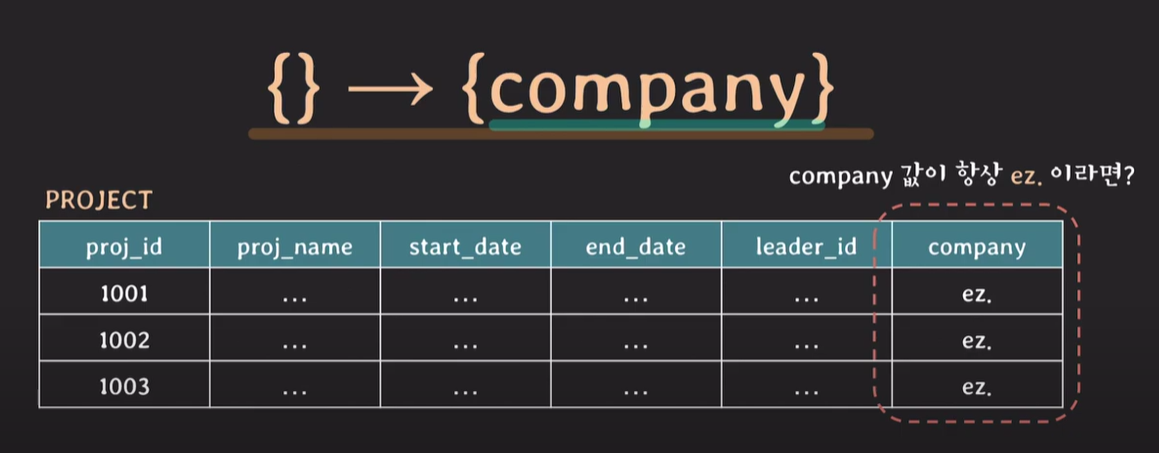 {} → {company}
company 값이 항상 ez. 이라면?
PROJECT
proj_id proj_name start_date end_date leader_id company
1001 ... ... ... ... ez.
1002 ... ... ... ... ez.
1003 ... ... ... ... ez.